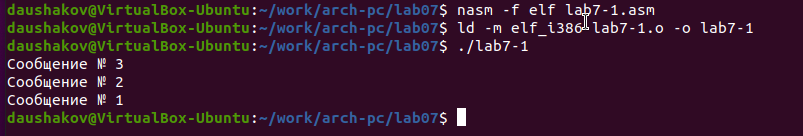 daushakov@VirtualBox-Ubuntu:~/work/arch-pc/lab07$ nasm -f elf lab7-1.asm
daushakov@VirtualBox-Ubuntu:~/work/arch-pc/lab07$ ld -m elf_i386 lab7-1.o -o lab7-1
daushakov@VirtualBox-Ubuntu:~/work/arch-pc/lab07$ ./lab7-1
Сообщение № 3
Сообщение № 2
Сообщение № 1
daushakov@VirtualBox-Ubuntu:~/work/arch-pc/lab07$